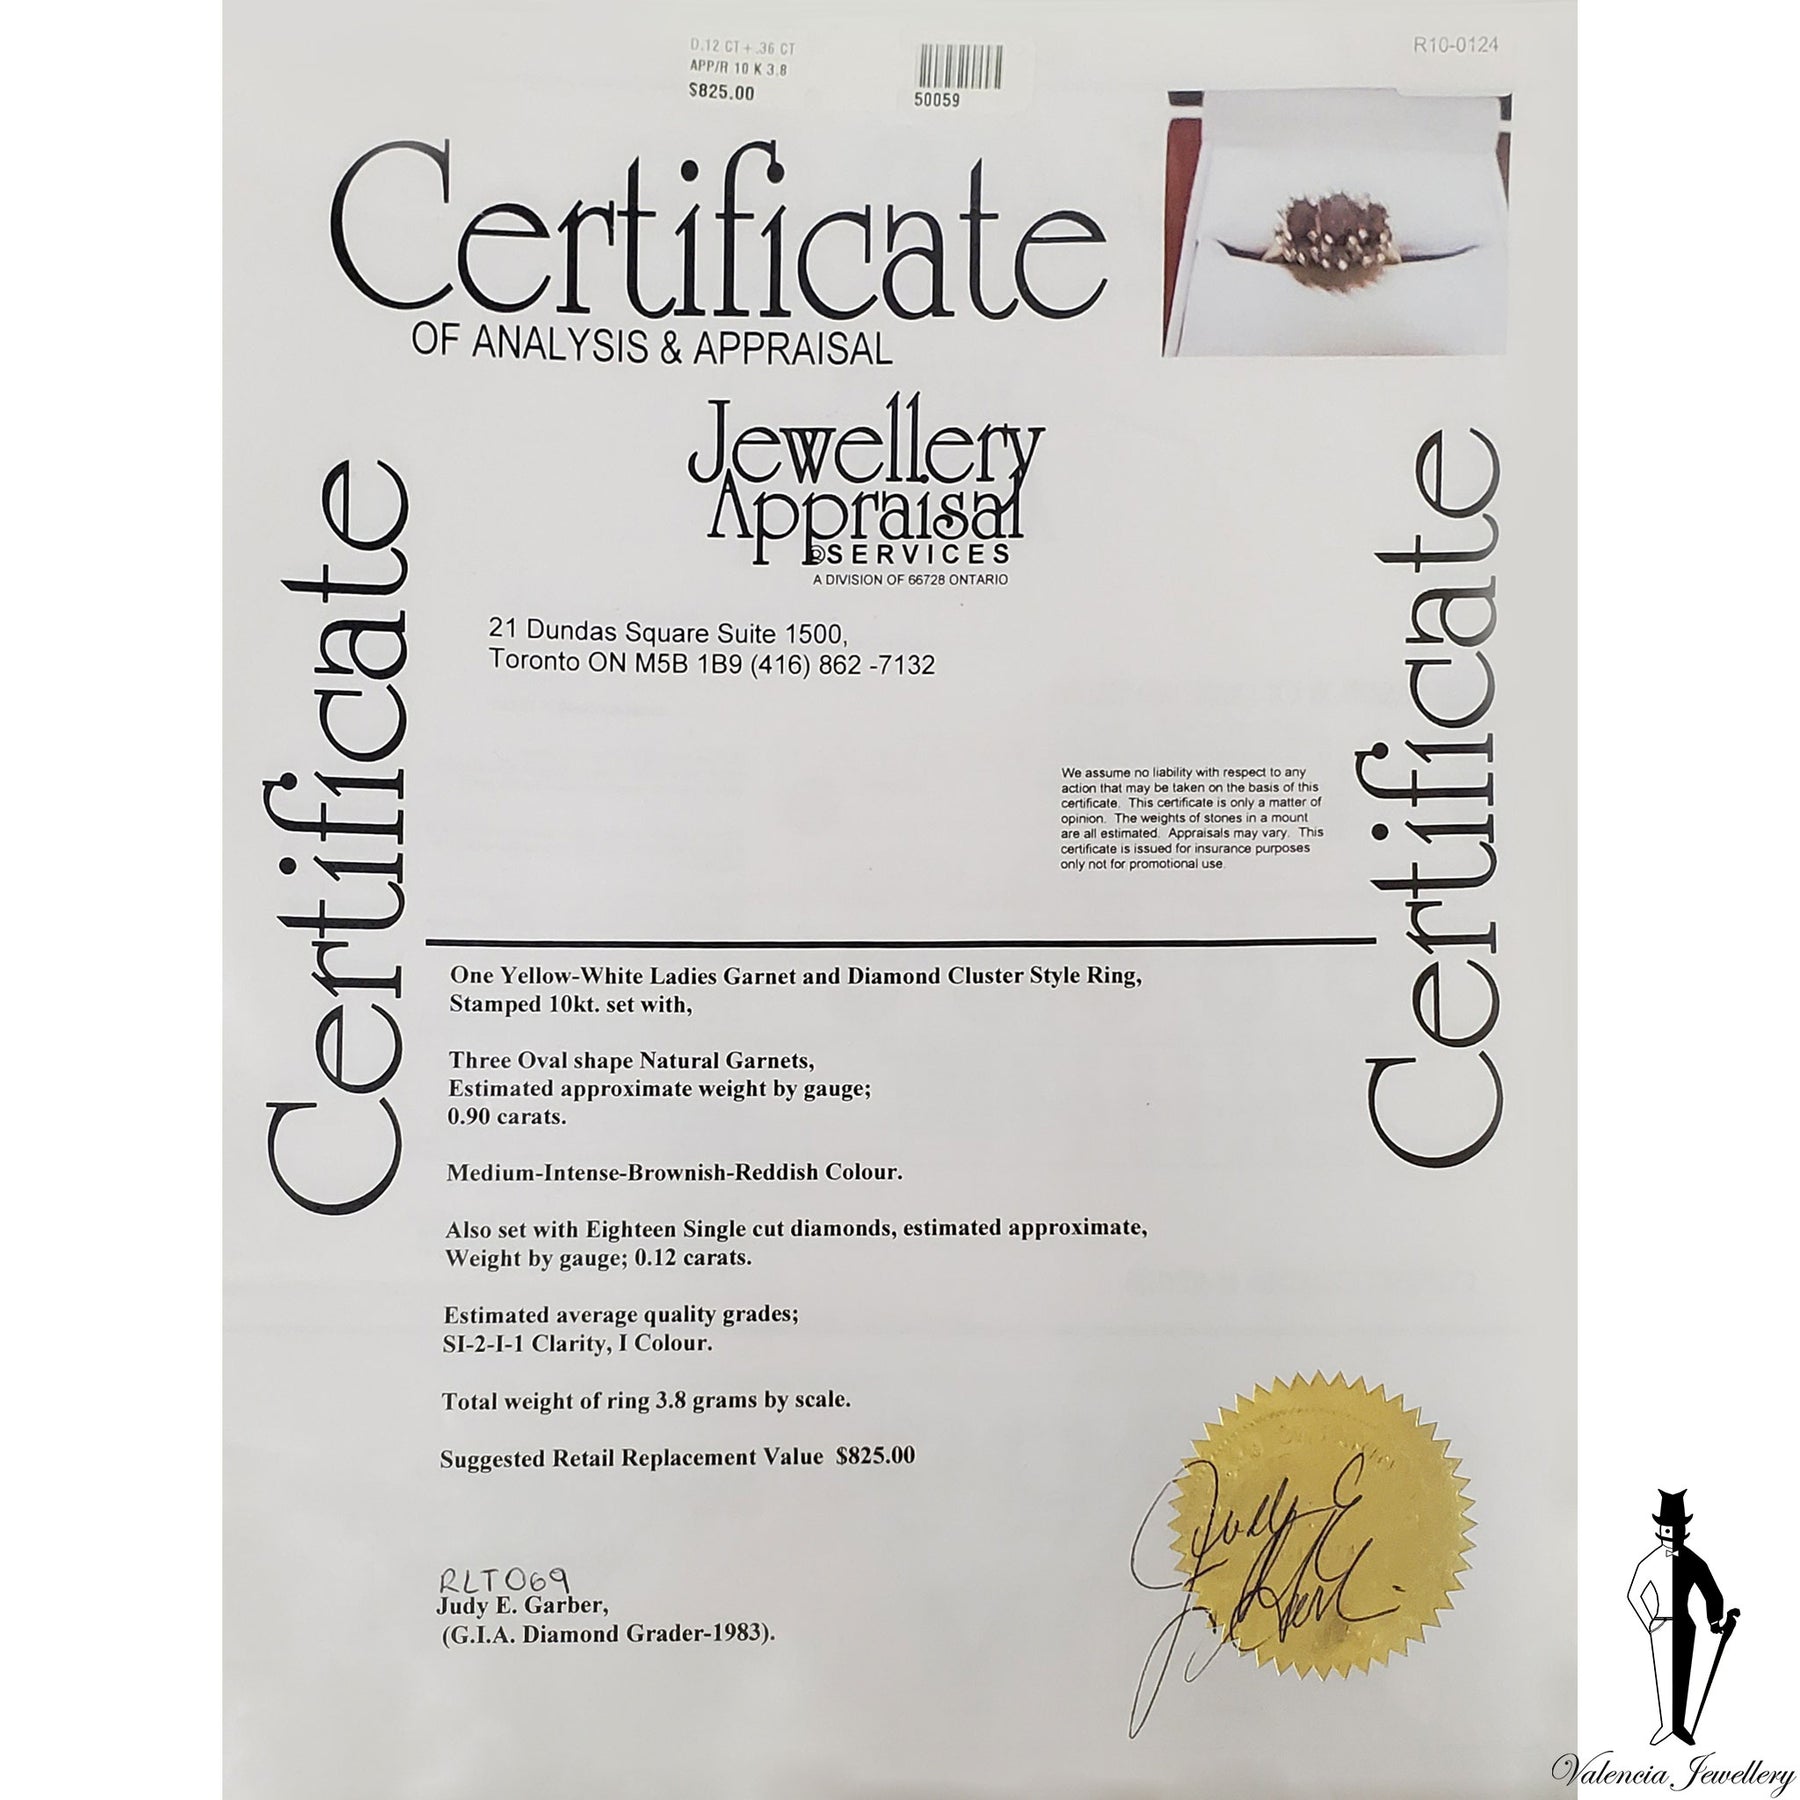 D.12 CT + .36 CT
APP/R 10 K 3.8
$825.00
50059
R10-0124
Certificate
OF ANALYSIS & APPRAISAL
Jewellery
Appraisal
SERVICES
A DIVISION OF 66728 ONTARIO
21 Dundas Square Suite 1500,
Toronto ON M5B 1B9 (416) 862 -7132
Certificate
Certificate
We assume no liability with respect to any
action that may be taken on the basis of this
certificate. This certificate is only a matter of
opinion. The weights of stones in a mount
are all estimated. Appraisals may vary. This
certificate is issued for insurance purposes
only not for promotional use.
One Yellow-White Ladies Garnet and Diamond Cluster Style Ring,
Stamped 10kt. set with,
Three Oval shape Natural Garnets,
Estimated approximate weight by gauge;
0.90 carats.
Medium-Intense-Brownish-Reddish Colour.
Also set with Eighteen Single cut diamonds, estimated approximate,
Weight by gauge; 0.12 carats.
Estimated average quality grades;
SI-2-I-1 Clarity, I Colour.
Total weight of ring 3.8 grams by scale.
Suggested Retail Replacement Value $825.00
RLT069
Judy E. Garber,
(G.I.A. Diamond Grader-1983).
Judy E
Valencia Jewellery